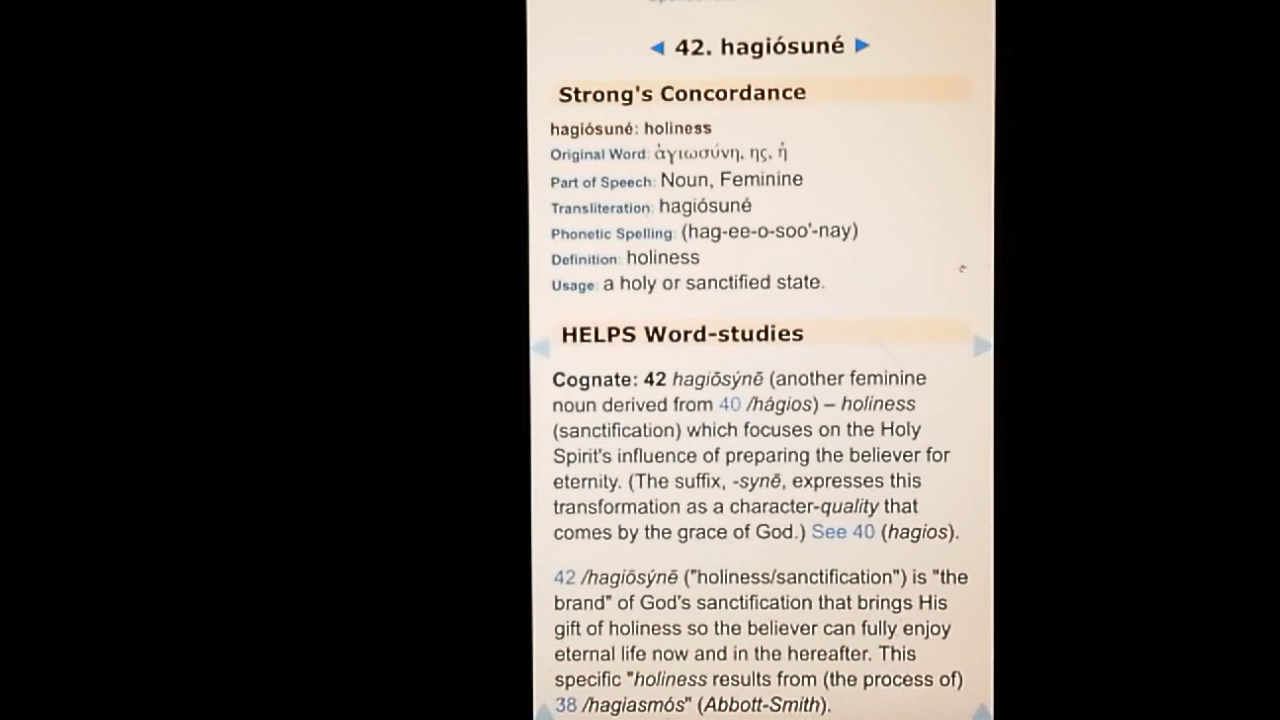 42. hagiósuné
Strong's Concordance
hagiósuné: holiness
Original Word: ἁγιωσύνη, ης, ἡ
Part of Speech: Noun, Feminine
Transliteration: hagiósuné
Phonetic Spelling: (hag-ee-o-soo'-nay)
Definition: holiness
Usage: a holy or sanctified state.
HELPS Word-studies
Cognate: 42 hagiōsýnē (another feminine
noun derived from 40 /hágios) – holiness
(sanctification) which focuses on the Holy
Spirit's influence of preparing the believer for
eternity. (The suffix, -synē, expresses this
transformation as a character-quality that
comes by the grace of God.) See 40 (hagios).
42 /hagiōsýnē ("holiness/sanctification") is "the
brand" of God's sanctification that brings His
gift of holiness so the believer can fully enjoy
eternal life now and in the hereafter. This
specific "holiness results from (the process of)
38 /hagiasmós" (Abbott-Smith).